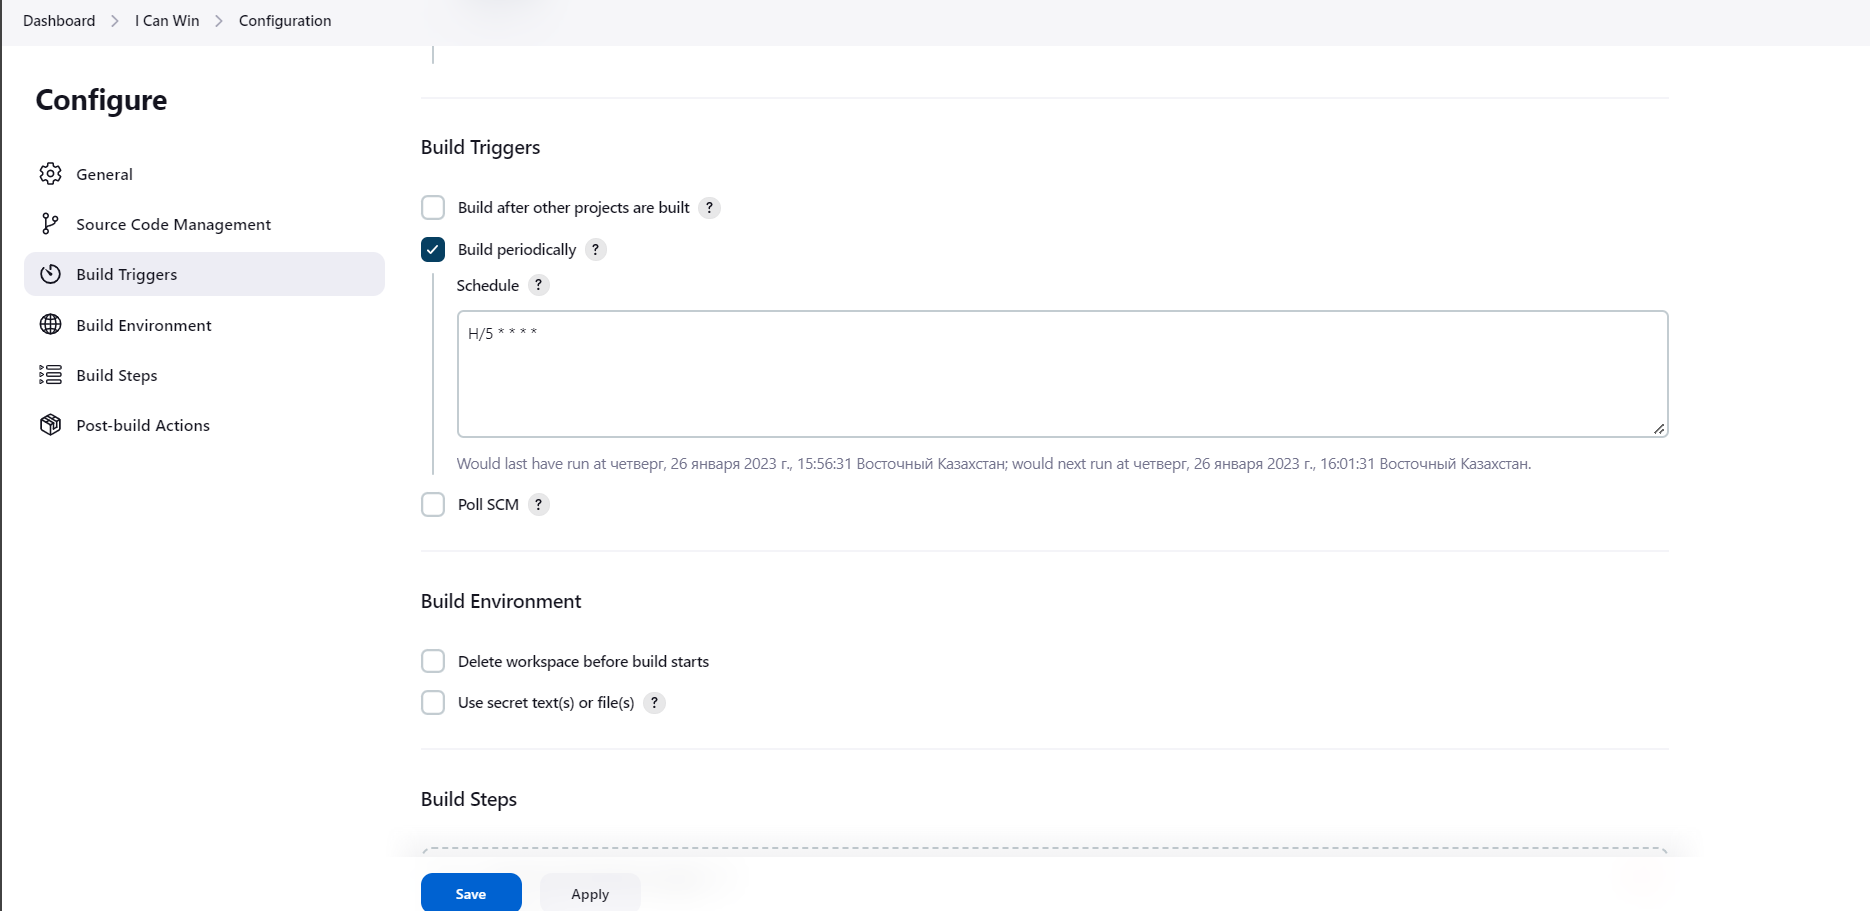 Dashboard > I Can Win > Configuration
Configure
General
Source Code Management
Build Triggers
Build Environment
Build Steps
Post-build Actions
Build Triggers
Build after other projects are built ?
Build periodically ?
Schedule ?
H/5 * * * *
Would last have run at четверг, 26 января 2023 г., 15:56:31 Восточный Казахстан; would next run at четверг, 26 января 2023 г., 16:01:31 Восточный Казахстан.
Poll SCM ?
Build Environment
Delete workspace before build starts
Use secret text(s) or file(s) ?
Build Steps
Save Apply